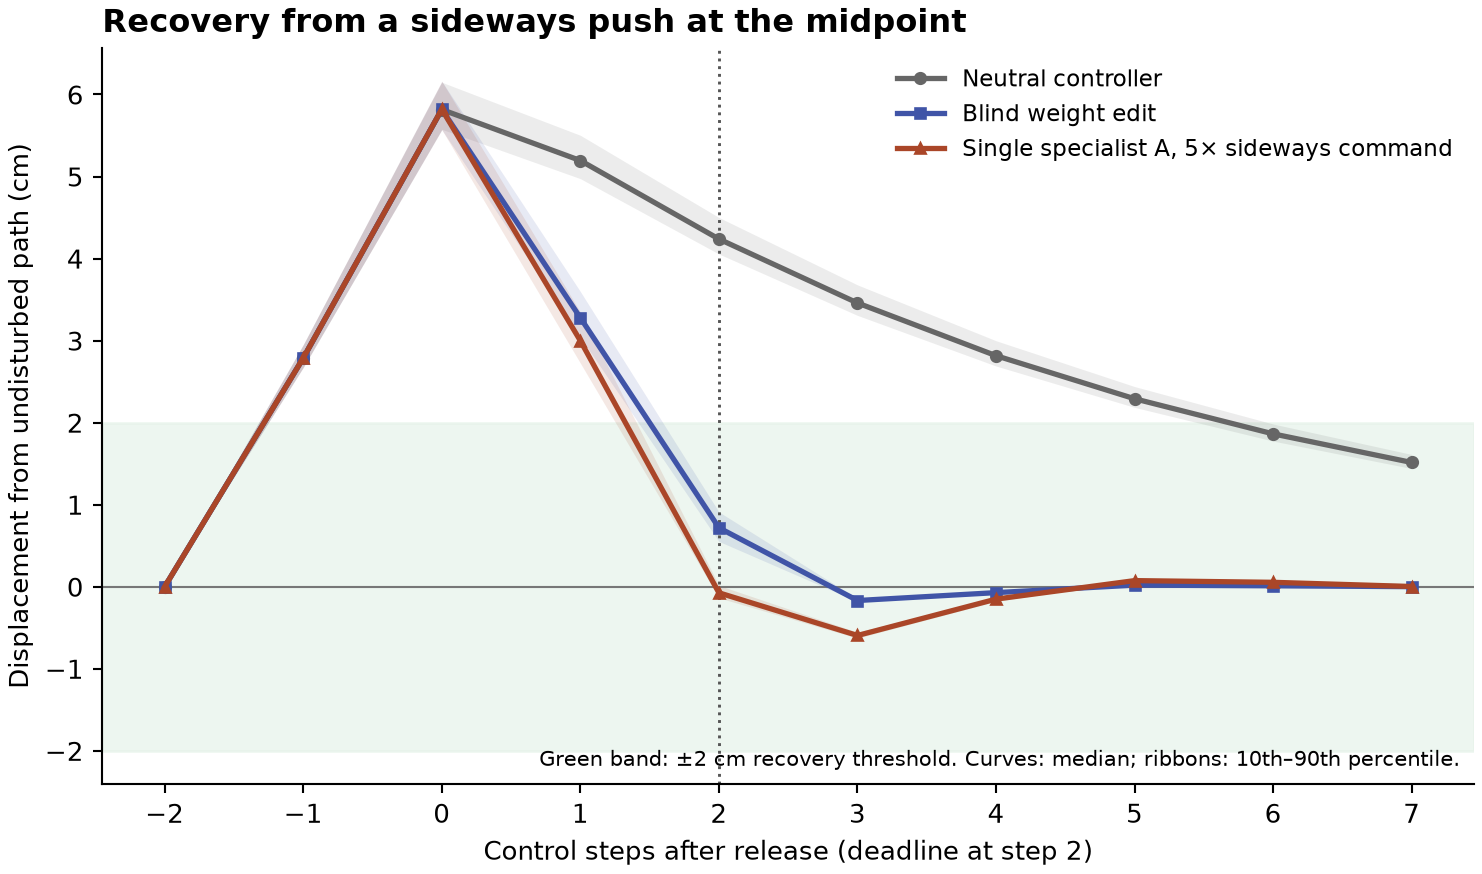 Recovery from a sideways push at the midpoint
Neutral controller
Blind weight edit
Single specialist A, 5× sideways command
Displacement from undisturbed path (cm)
6
5
4
3
2
1
0
−1
−2
Green band: ±2 cm recovery threshold. Curves: median; ribbons: 10th–90th percentile.
−2 −1 0 1 2 3 4 5 6 7
Control steps after release (deadline at step 2)